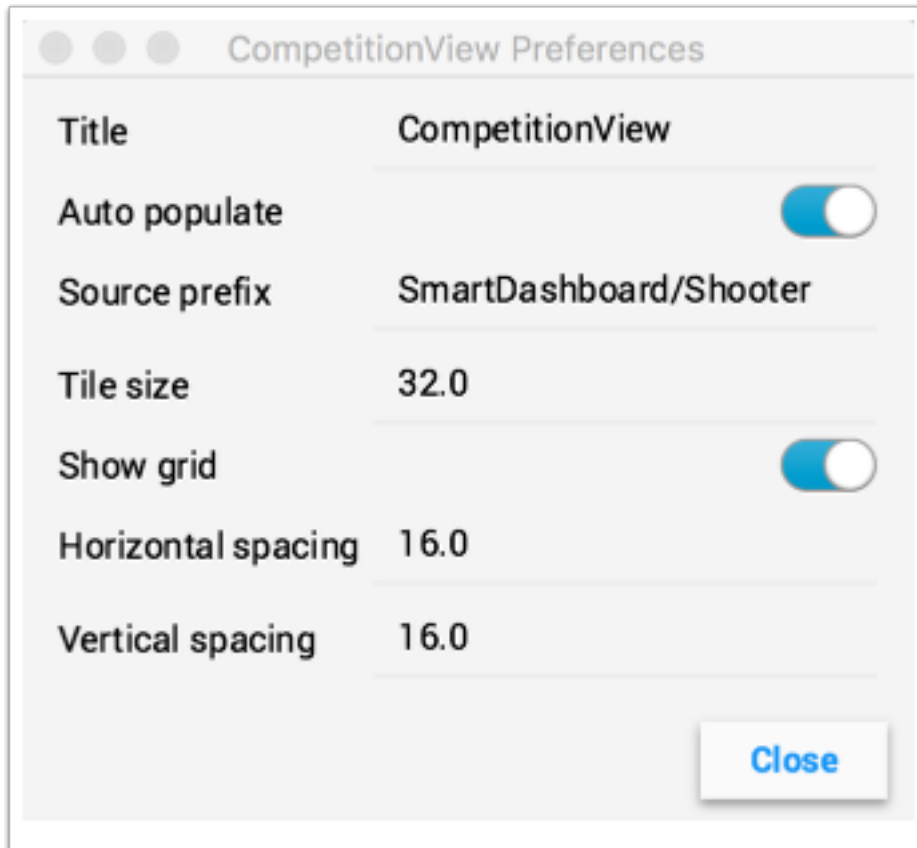 CompetitionView Preferences
Title CompetitionView
Auto populate
Source prefix SmartDashboard/Shooter
Tile size 32.0
Show grid
Horizontal spacing 16.0
Vertical spacing 16.0
Close